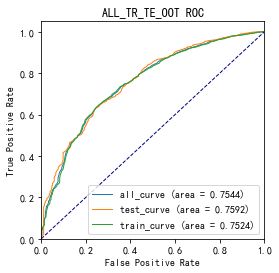 ALL_TR_TE_OOT ROC
True Positive Rate
1.0
0.8
0.6
0.4
0.2
0.0
all_curve (area = 0.7544)
test_curve (area = 0.7592)
train_curve (area = 0.7524)
0.0 0.2 0.4 0.6 0.8 1.0
False Positive Rate